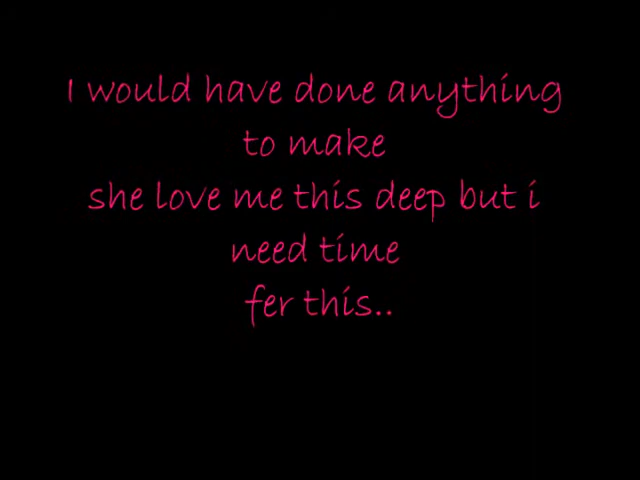 I would have done anything
to make
she love me this deep but i
need time
fer this..